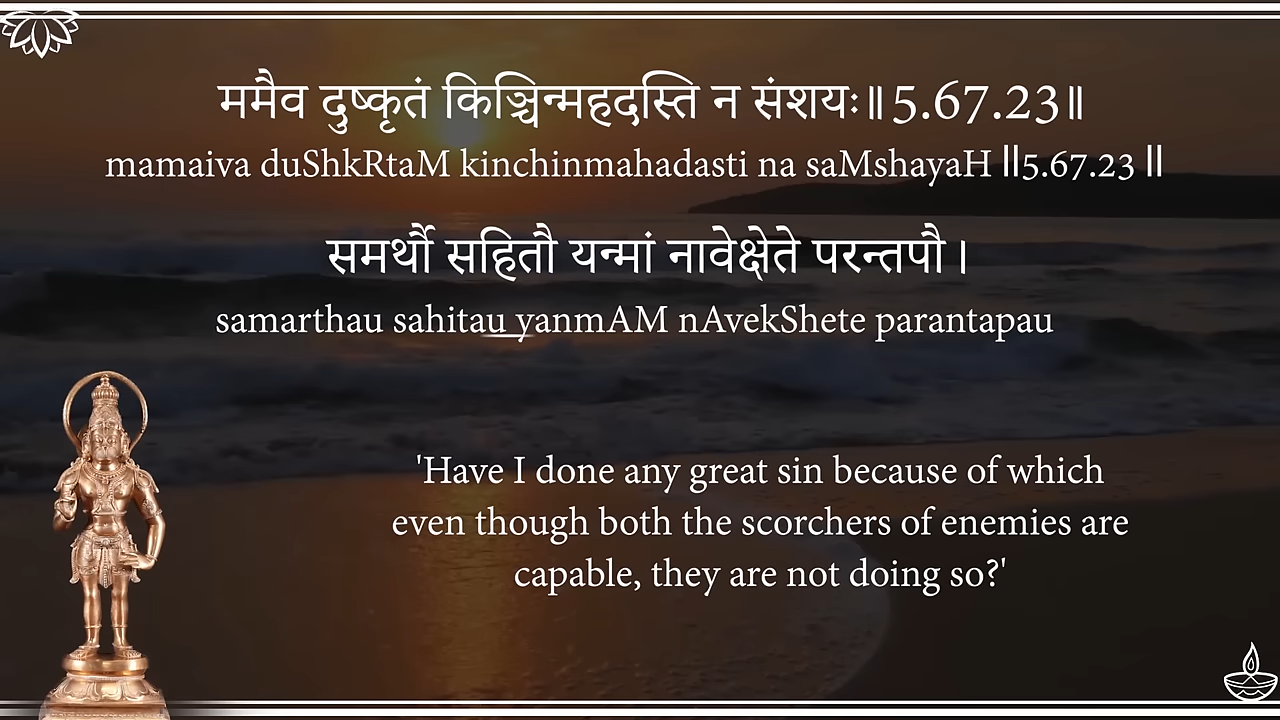 ममैव दुष्कृतं किञ्चिन्महदस्ति न संशयः॥ 5.67.23॥
mamaiva duShkRtaM kinchinmahadasti na saMshayaH ॥5.67.23 ॥
समर्थौ सहितौ यन्मां नावेक्षेते परन्तपौ।
samarthau sahitau yanmAM nAvekShete parantapau
'Have I done any great sin because of which
even though both the scorchers of enemies are
capable, they are not doing so?'